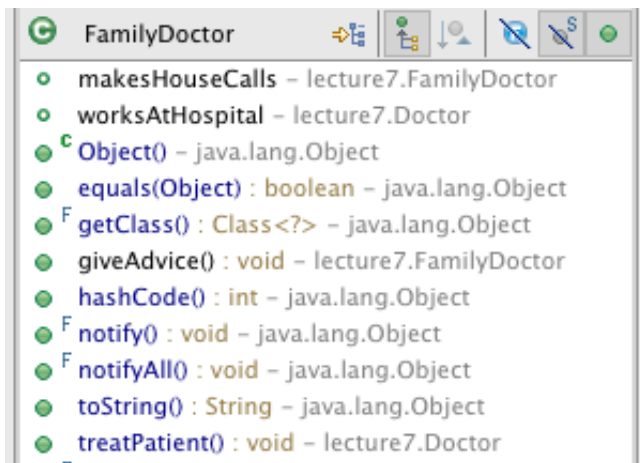 G FamilyDoctor S
makesHouseCalls – lecture7.FamilyDoctor
worksAtHospital – lecture7.Doctor
C Object() – java.lang.Object
equals(Object) : boolean – java.lang.Object
F getClass() : Class<?> – java.lang.Object
giveAdvice() : void – lecture7.FamilyDoctor
hashCode() : int – java.lang.Object
F notify() : void – java.lang.Object
F notifyAll() : void – java.lang.Object
toString() : String – java.lang.Object
treatPatient() : void – lecture7.Doctor